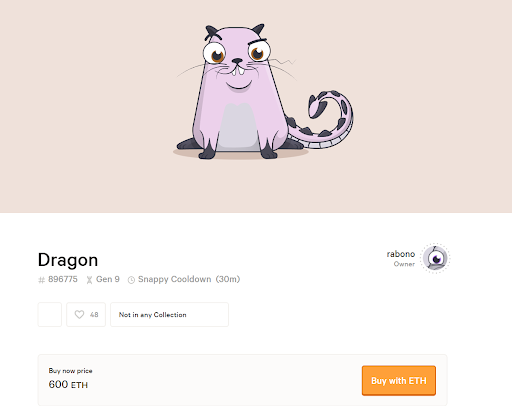 Dragon
rabono
Owner
# 896775 Gen 9 Snappy Cooldown (30m)
48
Not in any Collection
Buy now price
600 ETH
Buy with ETH